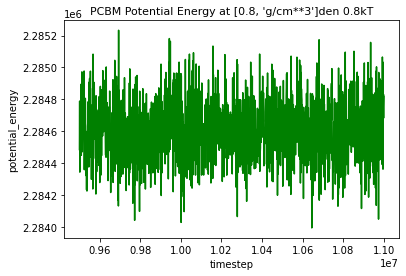 PCBM Potential Energy at [0.8, 'g/cm**3']den 0.8kT
1e6
2.2852
2.2850
2.2848
2.2846
2.2844
2.2842
2.2840
potential_energy
0.96 0.98 1.00 1.02 1.04 1.06 1.08 1.10
timestep
1e7